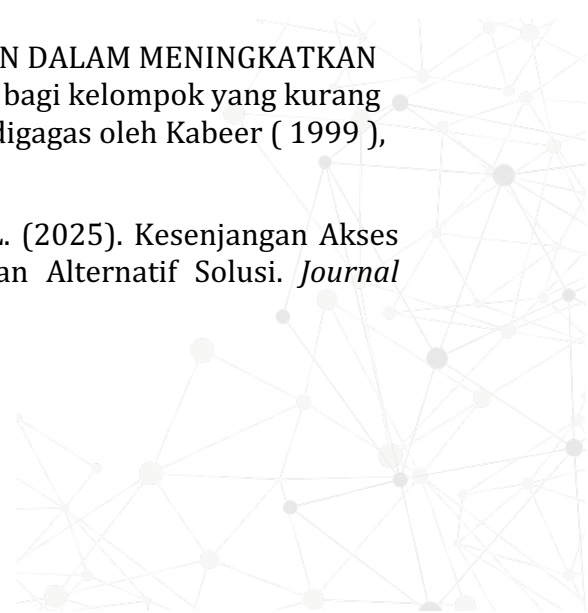 N DALAM MENINGKATKAN
bagi kelompok yang kurang
digagas oleh Kabeer ( 1999 ),
. (2025). Kesenjangan Akses
an Alternatif Solusi. Journal